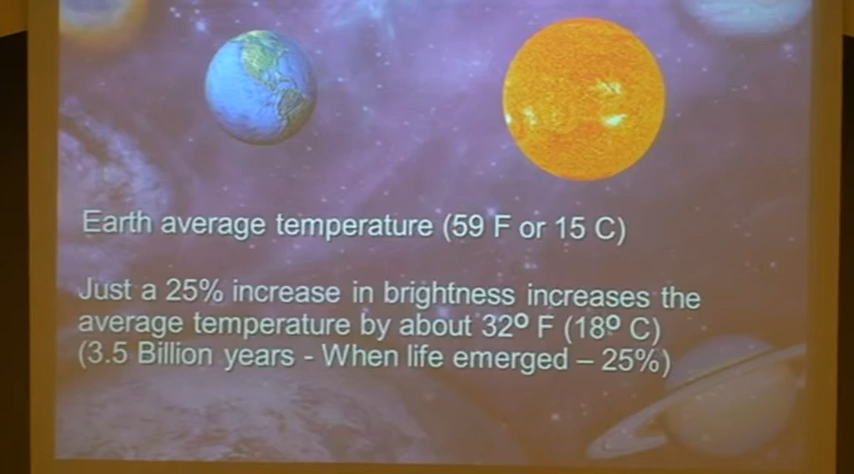 Earth average temperature (59 F or 15 C)
Just a 25% increase in brightness increases the
average temperature by about 32º F (18º C)
(3.5 Billion years - When life emerged – 25%)